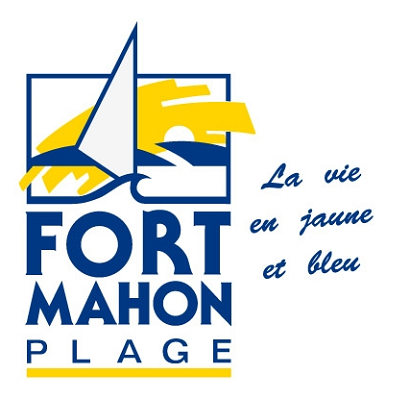 FORT
MAHON
PLAGE
La vie
en jaune
et bleu